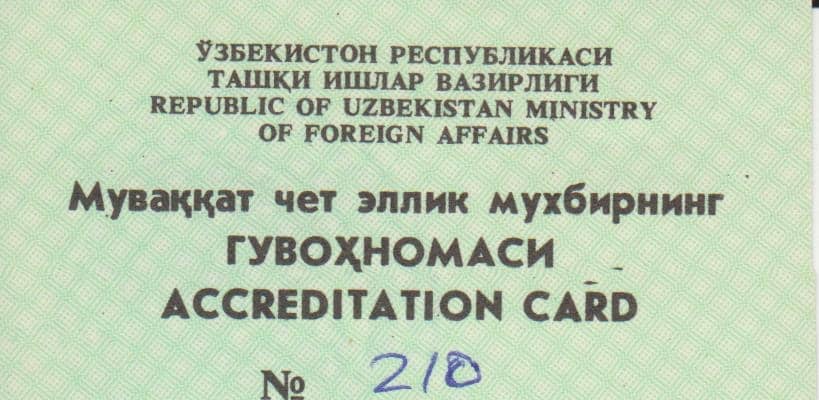 ЎЗБЕКИСТОН РЕСПУБЛИКАСИ
ТАШҚИ ИШЛАР ВАЗИРЛИГИ
REPUBLIC OF UZBEKISTAN MINISTRY
OF FOREIGN AFFAIRS
Муваққат чет эллик мухбирнинг
ГУВОҲНОМАСИ
ACCREDITATION CARD
№ 210